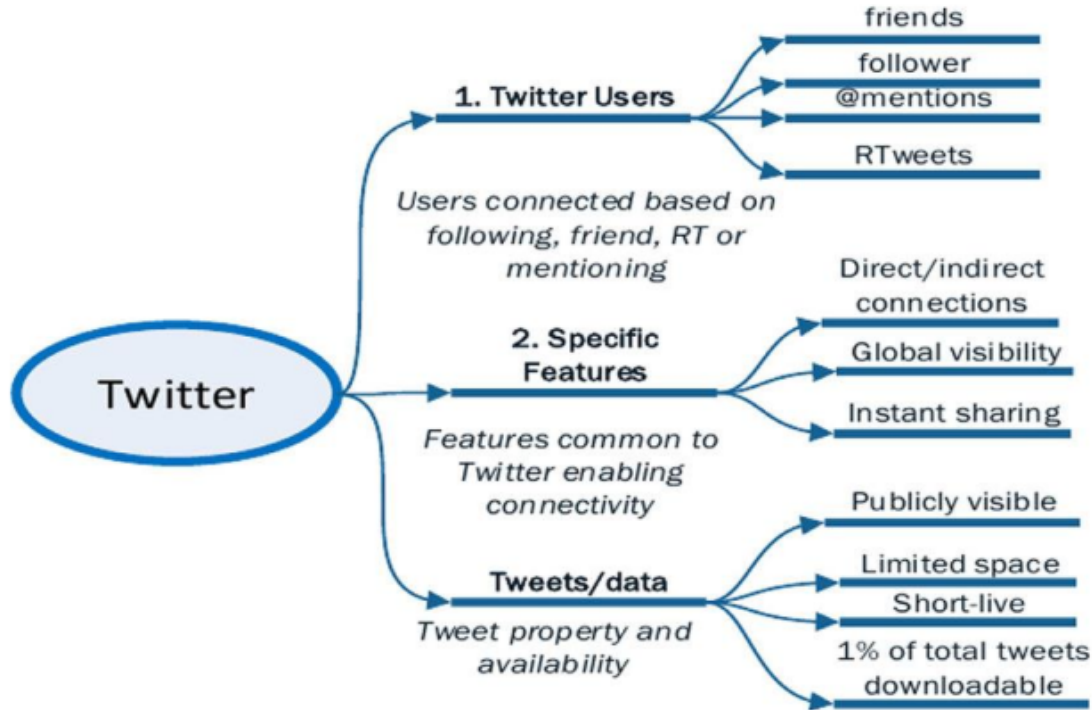 friends
follower
1. Twitter Users
@mentions
RTweets
Users connected based on
following, friend, RT or
mentioning
Direct/indirect
connections
2. Specific
Features
Global visibility
Instant sharing
Twitter
Features common to
Twitter enabling
connectivity
Publicly visible
Limited space
Tweets/data
Short-live
Tweet property and
availability
1% of total tweets
downloadable